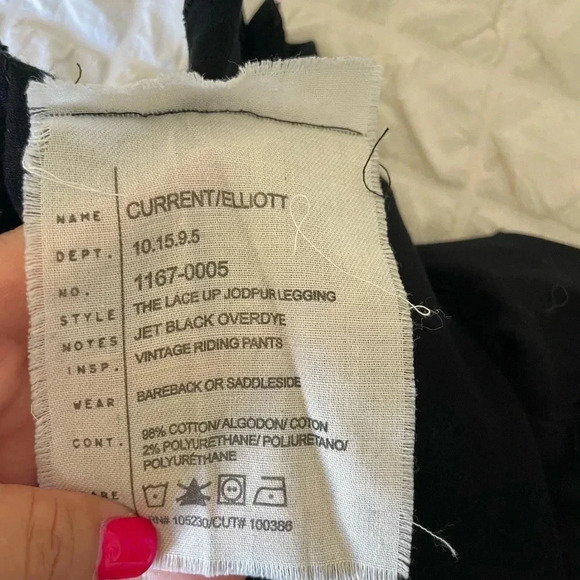 NAME CURRENT/ELLIOTT
DEPT. 10.15.9.5
NO. 1167-0005
STYLE THE LACE UP JODPUR LEGGING
NOTES JET BLACK OVERDYE
INSP. VINTAGE RIDING PANTS
WEAR BAREBACK OR SADDLESIDE
CONT. 98% COTTON/ALGODON/COTON
2% POLYURETHANE/POLIURETANO/
POLYURÉTHANE
105230/CUT# 100386